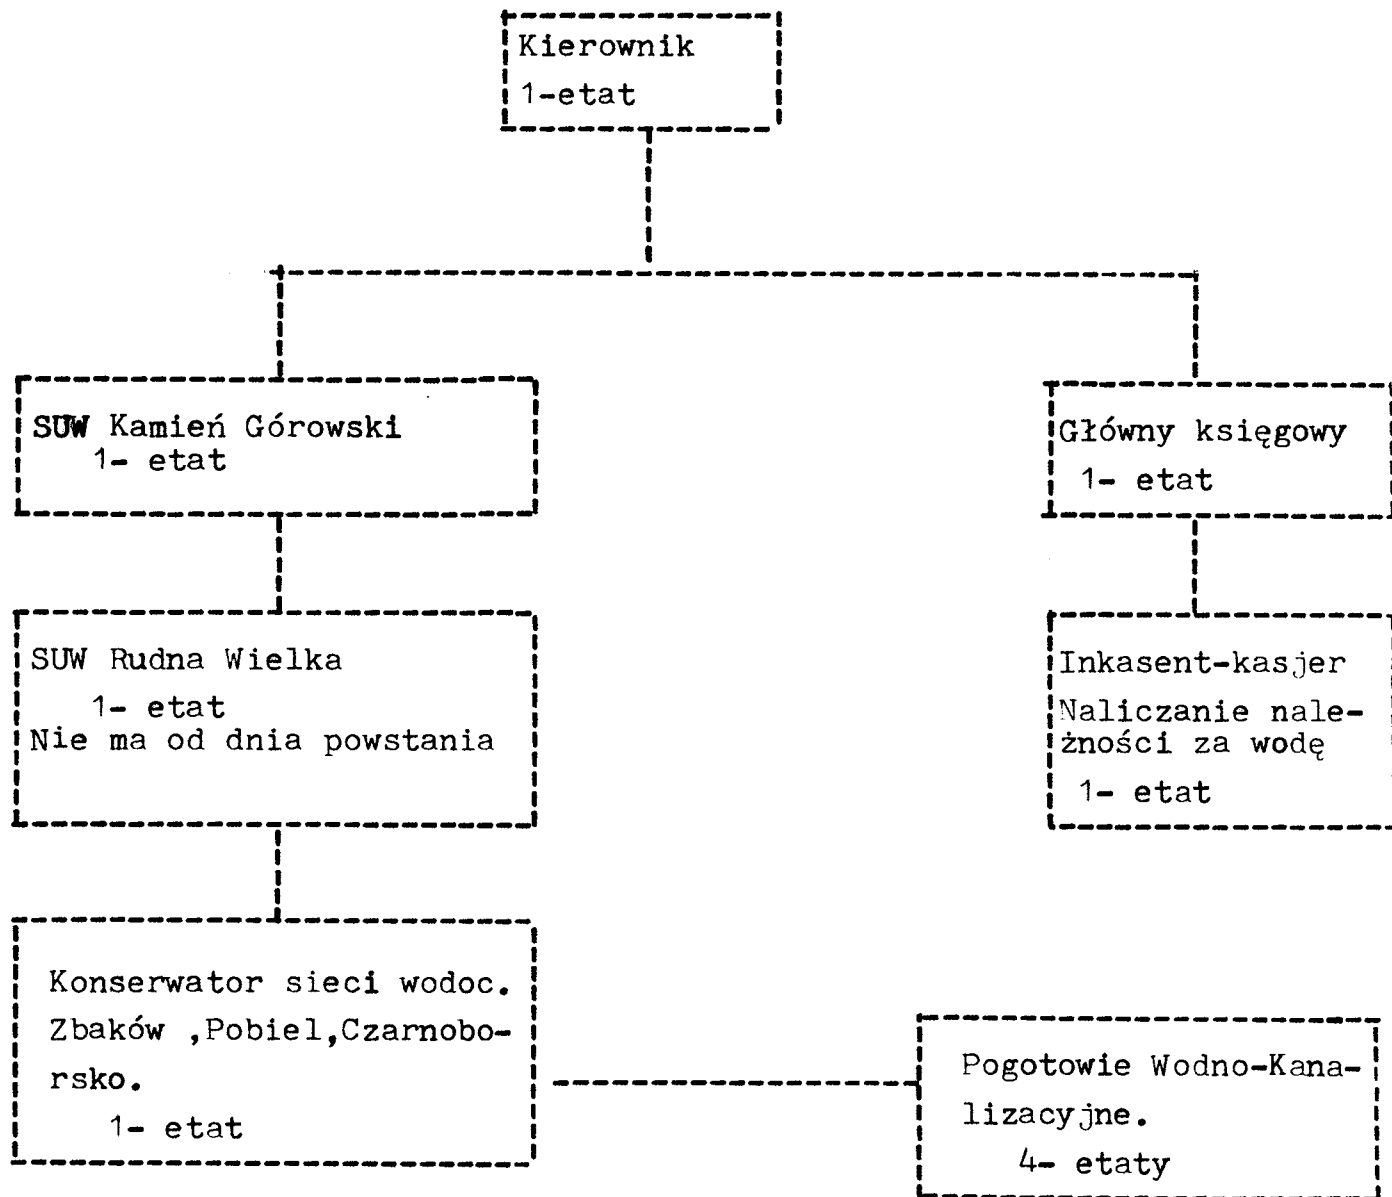 Kierownik
1-etat
SUW Kamień Górowski
1- etat
Główny księgowy
1- etat
SUW Rudna Wielka
1- etat
Nie ma od dnia powstania
Inkasent-kasjer
Naliczanie nale-
żności za wodę
1- etat
Konserwator sieci wodoc.
Zbaków ,Pobiel,Czarnobo-
rsko.
1- etat
Pogotowie Wodno-Kana-
lizacyjne.
4- etaty